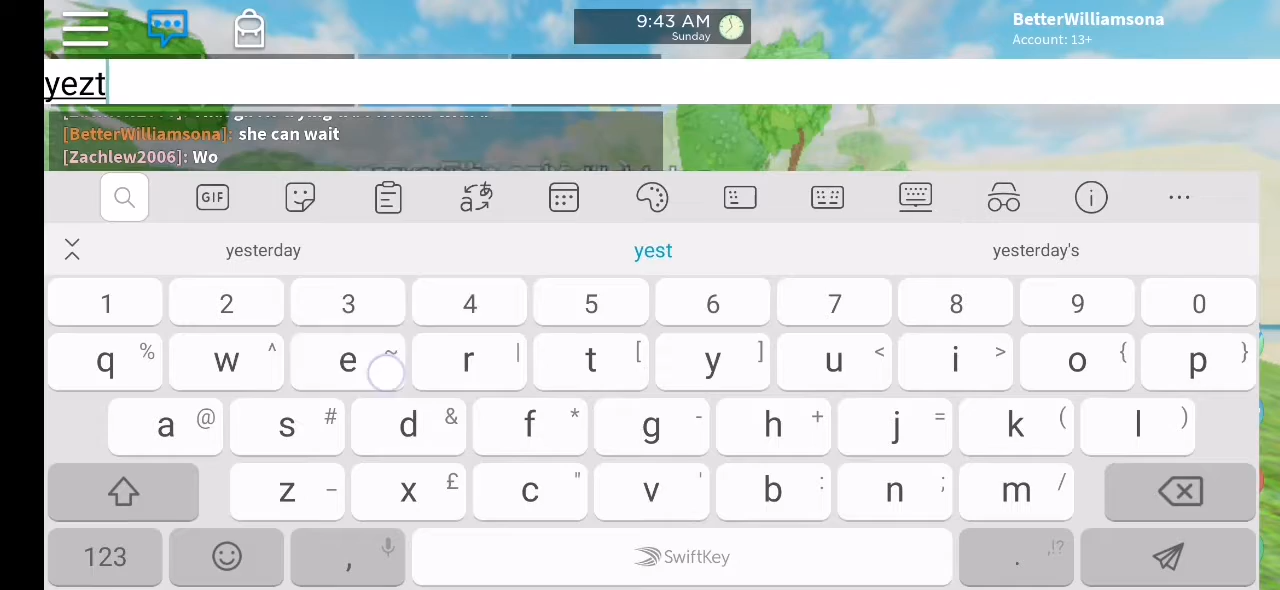 9:43 AM
Sunday
BetterWilliamsona
Account: 13+
yezt
[BetterWilliamsona]: she can wait
[Zachlew2006]: Wo
GIF
yesterday yest yesterday's
1 2 3 4 5 6 7 8 9 0
q % w ^ e ~ r | t [ y ] u < i > o { p }
a @ s # d & f * g - h + j = k ( l )
z _ x £ c " v ' b : n ; m /
123 , SwiftKey . ,!?